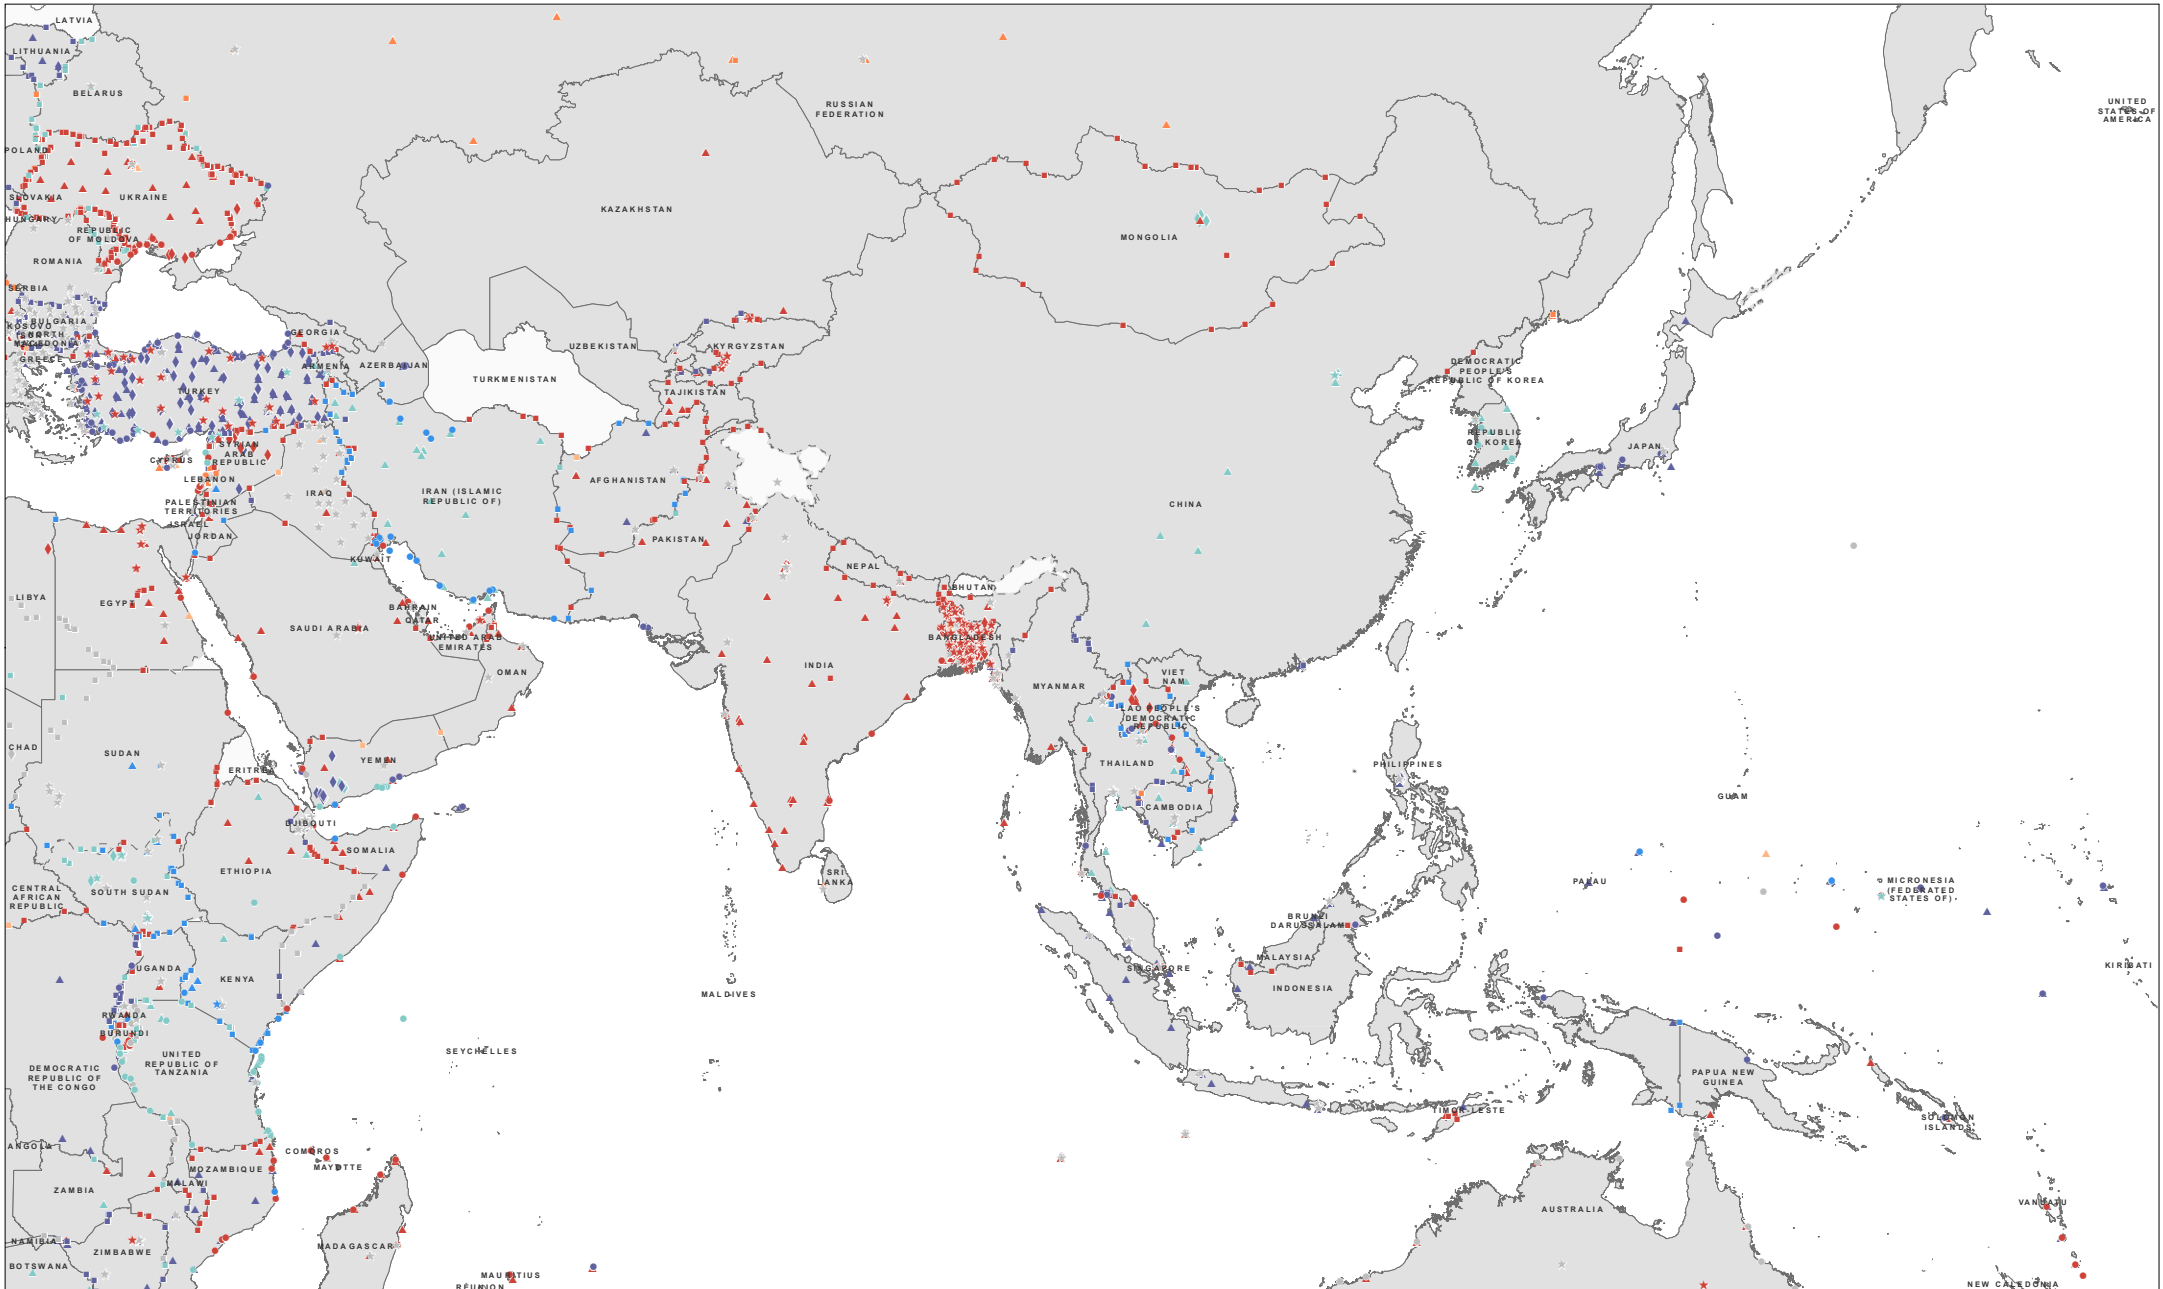 LATVIA
LITHUANIA
BELARUS
RUSSIAN
FEDERATION
UNITED
STATES OF
AMERICA
POLAND
SLOVAKIA
UKRAINE
HUNGARY
REPUBLIC
OF MOLDOVA
ROMANIA
KAZAKHSTAN
MONGOLIA
SERBIA
BULGARIA
KOSOVO
NORTH
MACEDONIA
GREECE
GEORGIA
ARMENIA
AZERBAIJAN
UZBEKISTAN
KYRGYZSTAN
TURKMENISTAN
TAJIKISTAN
TURKEY
DEMOCRATIC
PEOPLE'S
REPUBLIC OF KOREA
REPUBLIC
OF KOREA
JAPAN
CYPRUS
SYRIAN
ARAB
REPUBLIC
LEBANON
PALESTINIAN
TERRITORIES
ISRAEL
JORDAN
IRAQ
IRAN (ISLAMIC
REPUBLIC OF)
AFGHANISTAN
CHINA
PAKISTAN
KUWAIT
NEPAL
BHUTAN
LIBYA
EGYPT
SAUDI ARABIA
BAHRAIN
QATAR
UNITED ARAB
EMIRATES
OMAN
BANGLADESH
INDIA
MYANMAR
VIET
NAM
LAO PEOPLE'S
DEMOCRATIC
REPUBLIC
CHAD
SUDAN
ERITREA
YEMEN
THAILAND
PHILIPPINES
GUAM
CAMBODIA
DJIBOUTI
SOMALIA
ETHIOPIA
SRI
LANKA
CENTRAL
AFRICAN
REPUBLIC
SOUTH SUDAN
PALAU
MICRONESIA
(FEDERATED
STATES OF)
BRUNEI
DARUSSALAM
MALAYSIA
SINGAPORE
INDONESIA
KIRIBATI
UGANDA
KENYA
MALDIVES
RWANDA
BURUNDI
SEYCHELLES
DEMOCRATIC
REPUBLIC OF
THE CONGO
UNITED
REPUBLIC OF
TANZANIA
PAPUA NEW
GUINEA
TIMOR-LESTE
SOLOMON
ISLANDS
ANGOLA
COMOROS
MAYOTTE
MOZAMBIQUE
MALAWI
ZAMBIA
AUSTRALIA
VANUATU
NAMIBIA
ZIMBABWE
MADAGASCAR
BOTSWANA
MAURITIUS
RÉUNION
NEW CALEDONIA